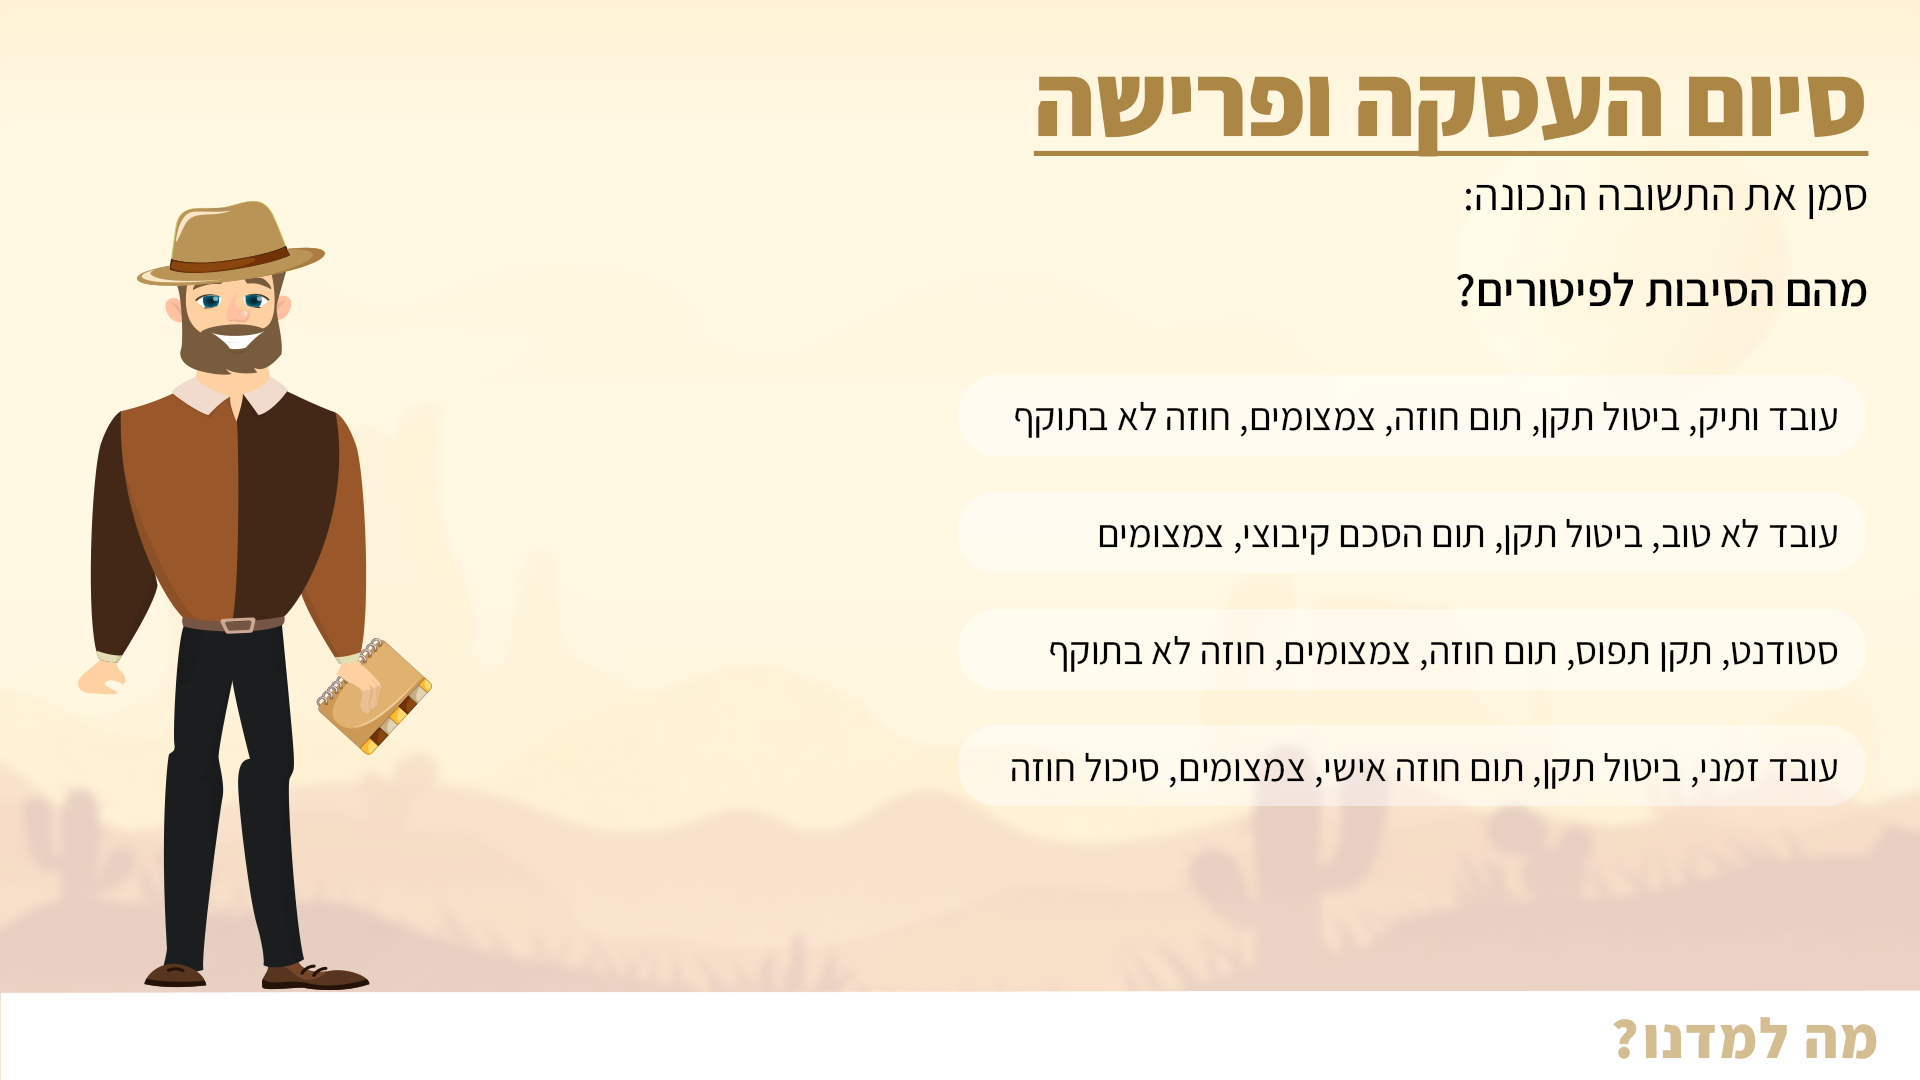 סיום העסקה ופרישה
סמן את התשובה הנכונה:
מהם הסיבות לפיטורים?
עובד ותיק, ביטול תקן, תום חוזה, צמצומים, חוזה לא בתוקף
עובד לא טוב, ביטול תקן, תום הסכם קיבוצי, צמצומים
סטודנט, תקן תפוס, תום חוזה, צמצומים, חוזה לא בתוקף
עובד זמני, ביטול תקן, תום חוזה אישי, צמצומים, סיכול חוזה
מה למדנו?